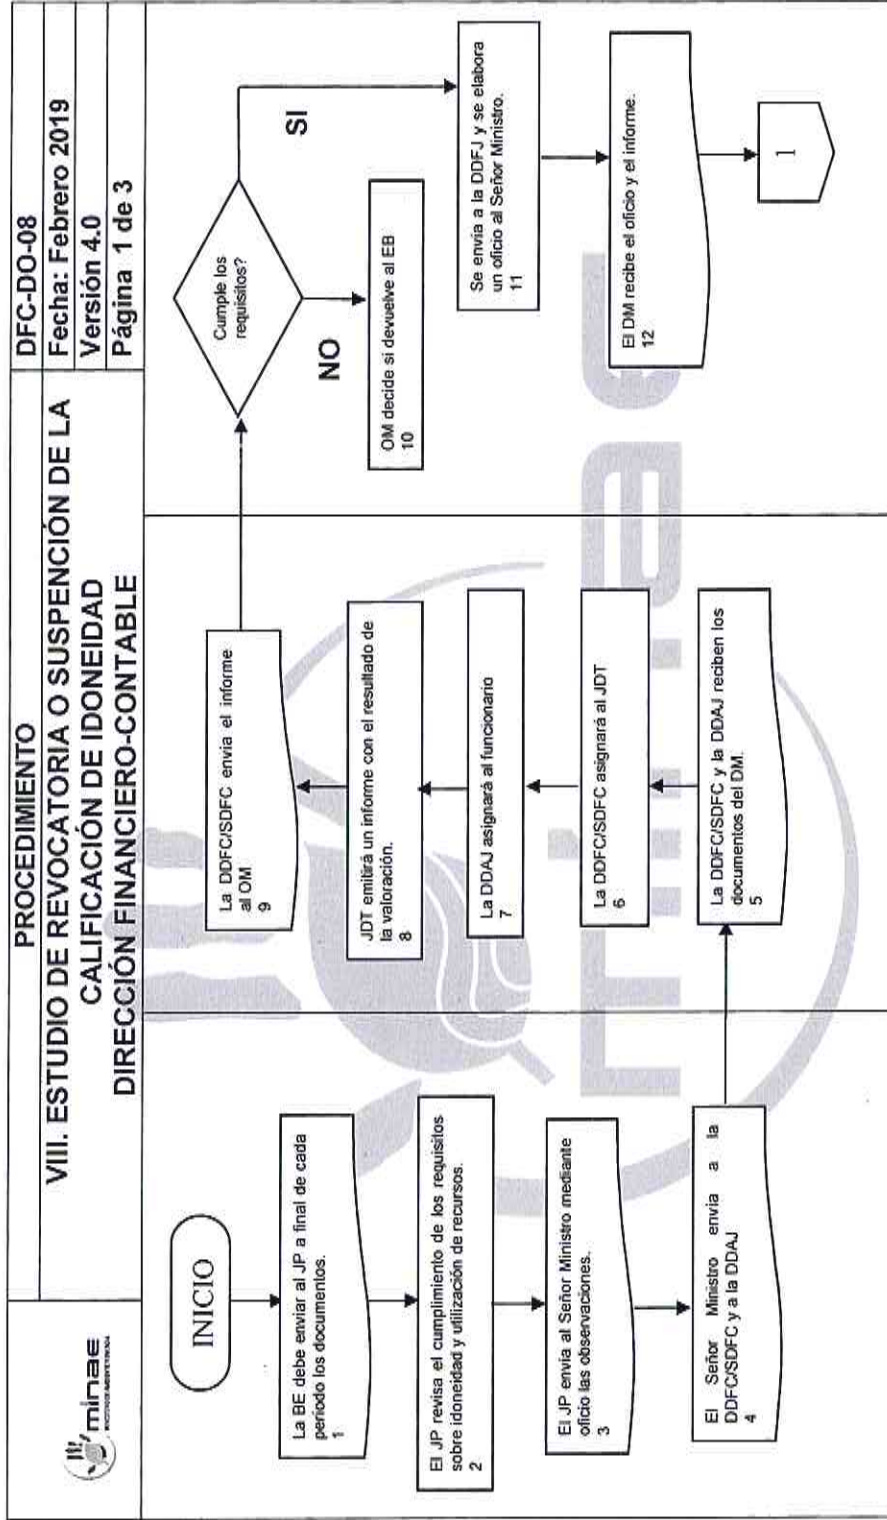 minae
PROCEDIMIENTO
VIII. ESTUDIO DE REVOCATORIA O SUSPENCIÓN DE LA
CALIFICACIÓN DE IDONEIDAD
DIRECCIÓN FINANCIERO-CONTABLE
DFC-DO-08
Fecha: Febrero 2019
Versión 4.0
Página 1 de 3
INICIO
La BE debe enviar al JP a final de cada
periodo los documentos.
1
El JP revisa el cumplimiento de los requisitos
sobre idoneidad y utilización de recursos.
2
El JP envia al Señor Ministro mediante
oficio las observaciones.
3
El Señor Ministro envia a la
DDFC/SDFC y a la DDAJ
4
La DDFC/SDFC envia el informe
al OM
9
JDT emitirá un informe con el resultado de
la valoración.
8
La DDAJ asignará al funcionario
7
La DDFC/SDFC asignará al JDT
6
La DDFC/SDFC y la DDAJ reciben los
documentos del DM.
5
Cumple los
requisitos?
NO
SI
OM decide si devuelve al EB
10
Se envia a la DDFJ y se elabora
un oficio al Señor Ministro.
11
El DM recibe el oficio y el informe.
12
1
minae